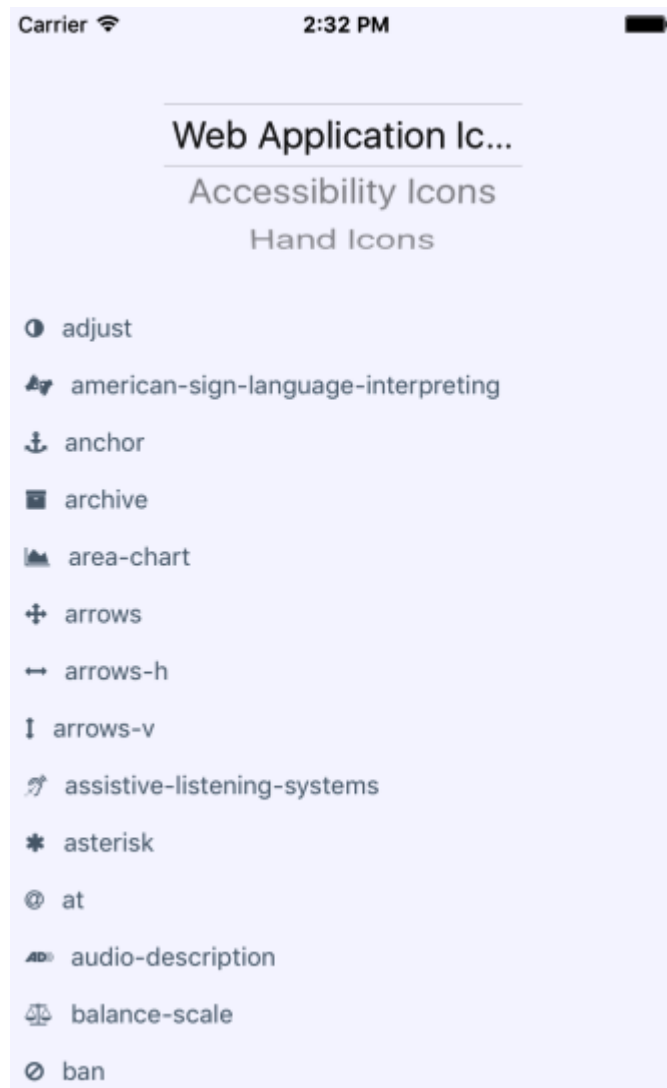 Carrier 2:32 PM
Web Application Ic...
Accessibility Icons
Hand Icons
adjust
american-sign-language-interpreting
anchor
archive
area-chart
arrows
arrows-h
arrows-v
assistive-listening-systems
asterisk
@ at
AD audio-description
balance-scale
ban